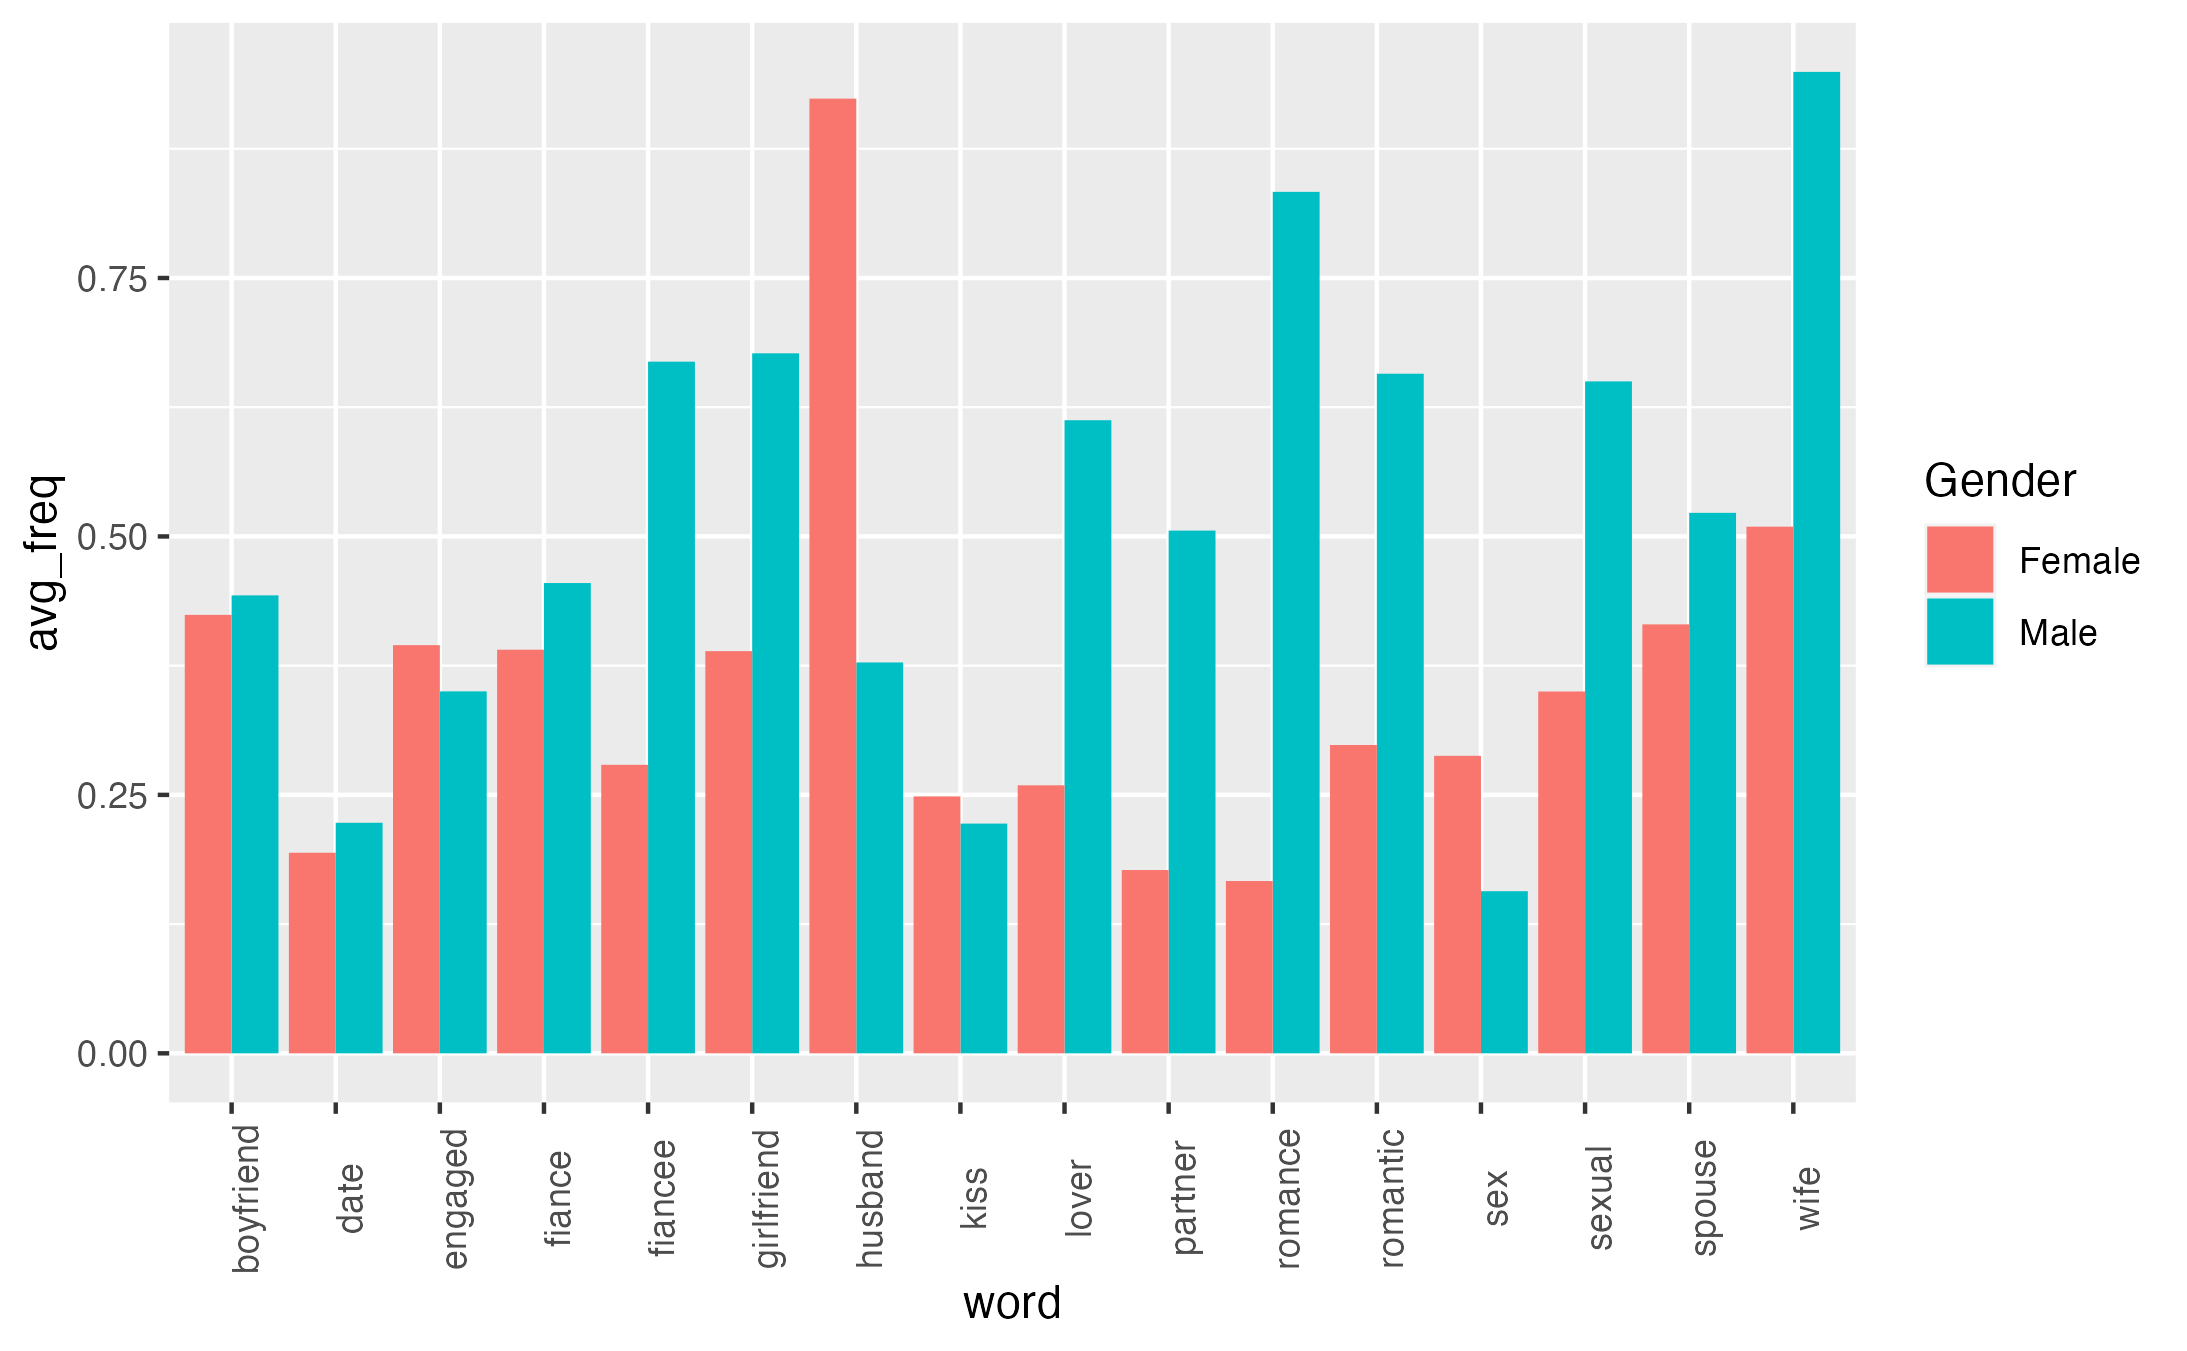 avg_freq
0.75
0.50
0.25
0.00
boyfriend
date
engaged
fiance
fiancee
girlfriend
husband
kiss
lover
partner
romance
romantic
sex
sexual
spouse
wife
word
Gender
Female
Male